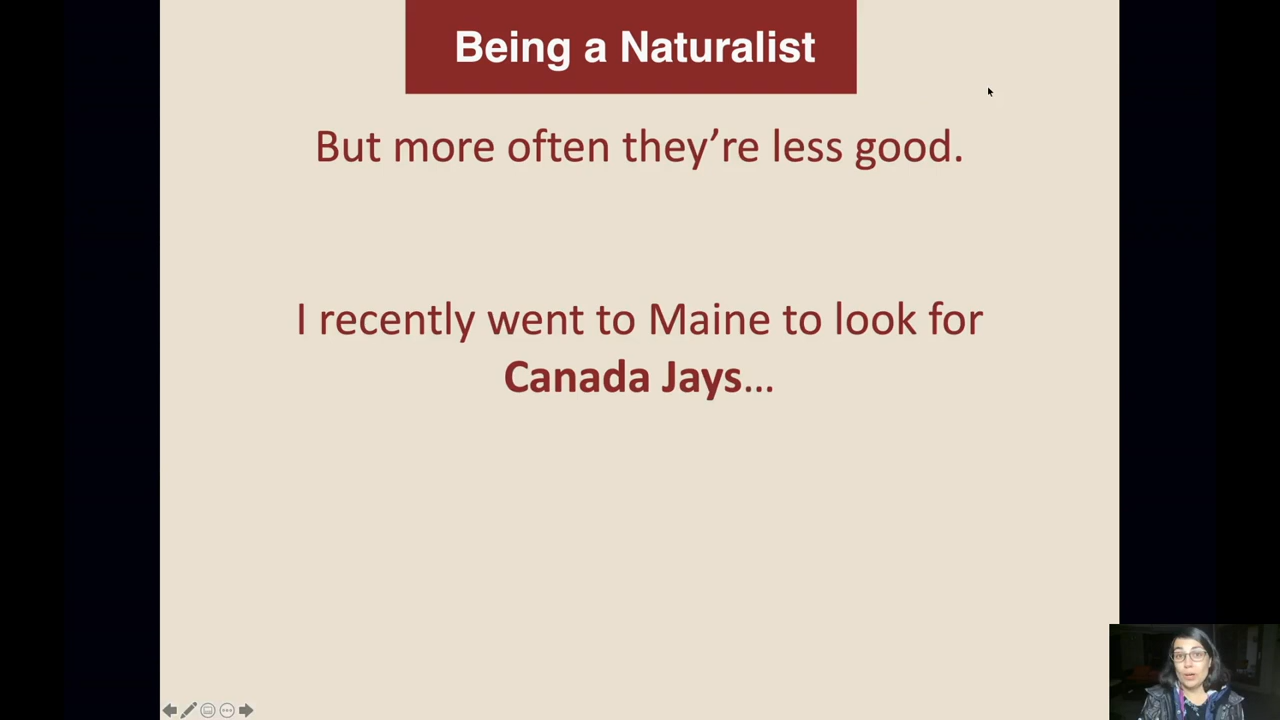 Being a Naturalist
But more often they’re less good.
I recently went to Maine to look for
Canada Jays...